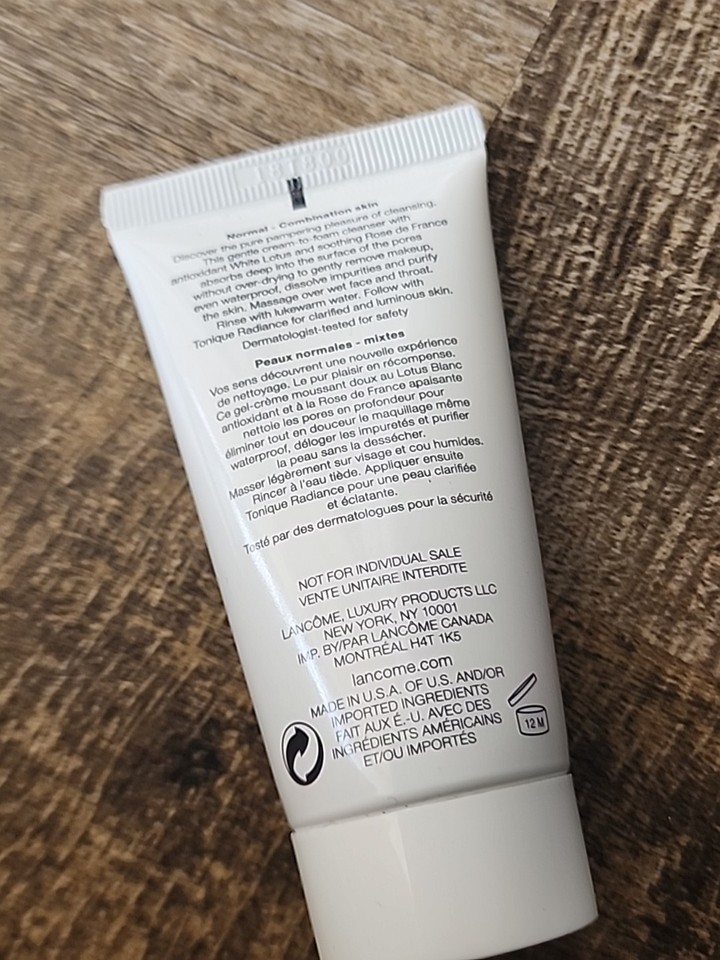 Normal - Combination skin
Discover the pure pampering pleasure of cleansing.
This gentle cream-to-foam cleanser with
antioxidant White Lotus and soothing Rose de France
absorbs deep into the surface of the pores
without over-drying to gently remove makeup,
even waterproof, dissolve impurities and purify
the skin. Massage over wet face and throat.
Rinse with lukewarm water. Follow with
Tonique Radiance for clarified and luminous skin.
Dermatologist-tested for safety
Peaux normales - mixtes
Vos sens découvrent une nouvelle expérience
de nettoyage. Le pur plaisir en récompense.
Ce gel-crème moussant doux au Lotus Blanc
antioxidant et à la Rose de France apaisante
nettoie les pores en profondeur pour
éliminer tout en douceur le maquillage même
waterproof, déloger les impuretés et purifier
la peau sans la dessécher.
Masser légèrement sur visage et cou humides.
Rincer à l'eau tiède. Appliquer ensuite
Tonique Radiance pour une peau clarifiée
et éclatante.
Testé par des dermatologues pour la sécurité
NOT FOR INDIVIDUAL SALE
VENTE UNITAIRE INTERDITE
LANCÔME, LUXURY PRODUCTS LLC
NEW YORK, NY 10001
IMP. BY/PAR LANCÔME CANADA
MONTRÉAL H4T 1K5
lancome.com
MADE IN U.S.A. OF U.S. AND/OR
IMPORTED INGREDIENTS
FAIT AUX É.-U. AVEC DES
INGRÉDIENTS AMÉRICAINS
ET/OU IMPORTÉS
12 M